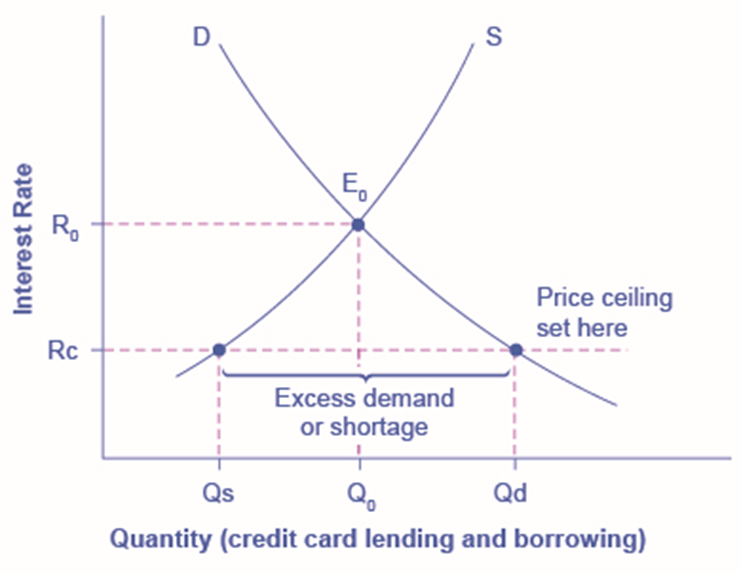 D
S
E₀
Interest Rate
R₀
Price ceiling
set here
Rc
Excess demand
or shortage
Qs
Q₀
Qd
Quantity (credit card lending and borrowing)